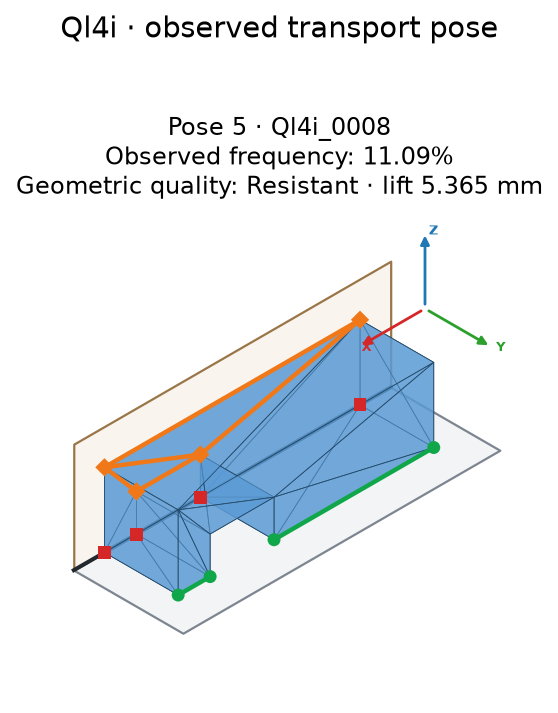 Ql4i · observed transport pose
Pose 5 · Ql4i_0008
Observed frequency: 11.09%
Geometric quality: Resistant · lift 5.365 mm
Z
X
Y